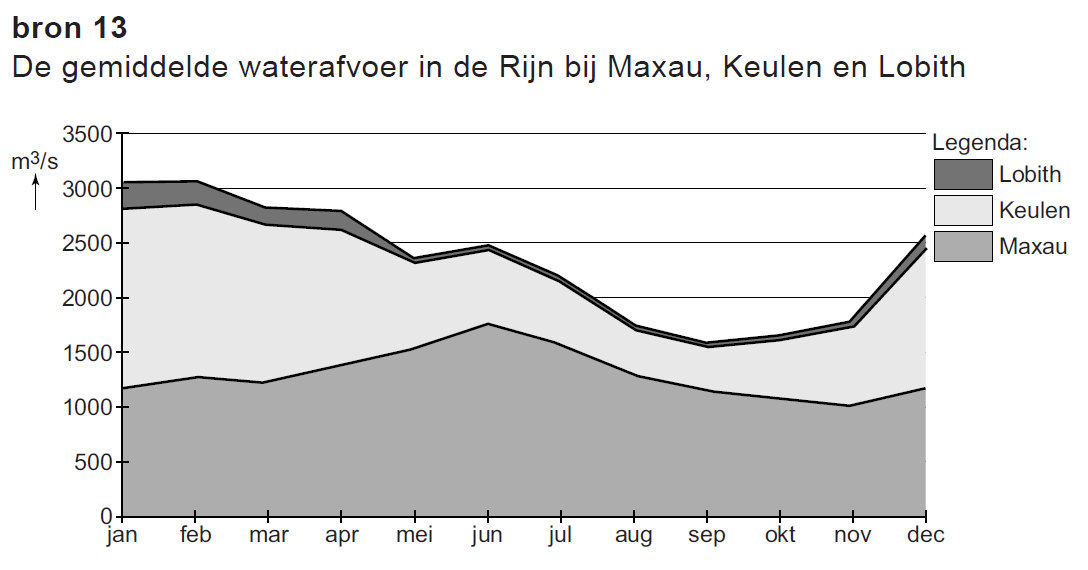 bron 13
De gemiddelde waterafvoer in de Rijn bij Maxau, Keulen en Lobith
m3/s
3500
3000
2500
2000
1500
1000
500
0
jan feb mar apr mei jun jul aug sep okt nov dec
Legenda:
Lobith
Keulen
Maxau